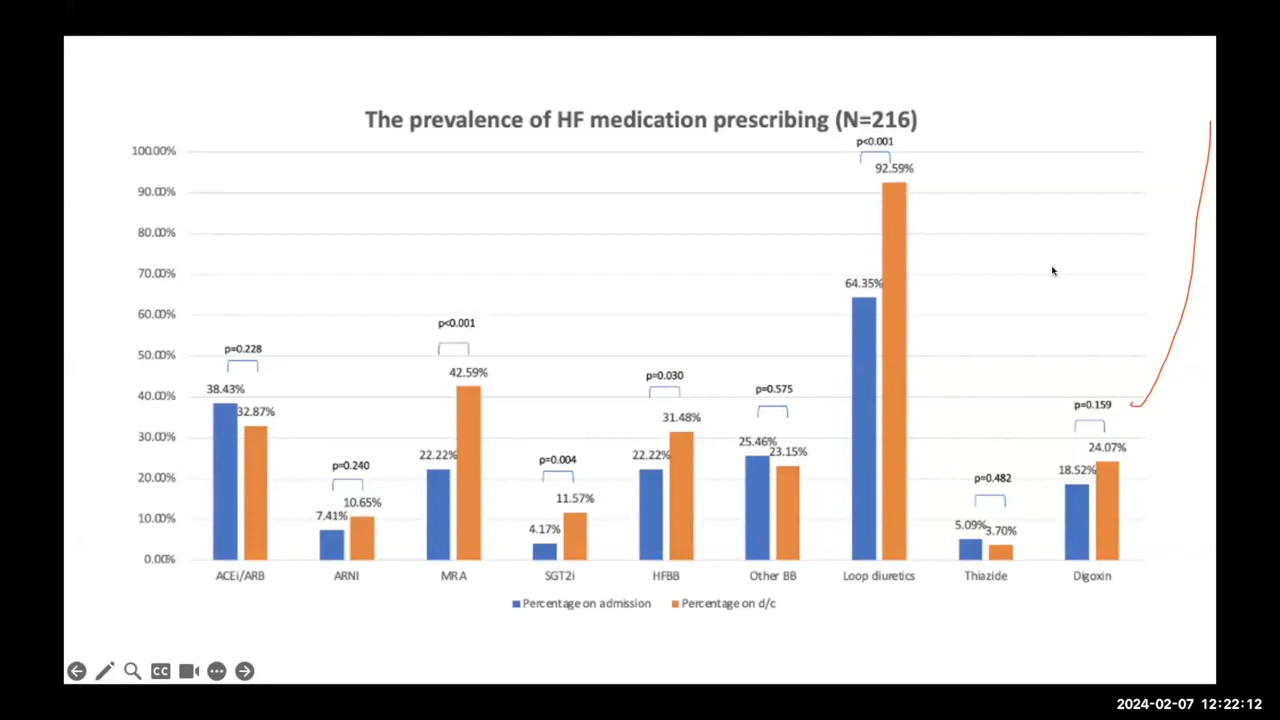 The prevalence of HF medication prescribing (N=216)
100.00%
90.00%
80.00%
70.00%
60.00%
50.00%
40.00%
30.00%
20.00%
10.00%
0.00%
p=0.228
38.43%
32.87%
p=0.240
7.41%
10.65%
p<0.001
22.22%
42.59%
p=0.004
4.17%
11.57%
p=0.030
22.22%
31.48%
p=0.575
25.46%
23.15%
p<0.001
64.35%
92.59%
p=0.482
5.09%
3.70%
p=0.159
18.52%
24.07%
ACEi/ARB ARNI MRA SGT2i HFBB Other BB Loop diuretics Thiazide Digoxin
Percentage on admission Percentage on d/c
CC
2024-02-07 12:22:12